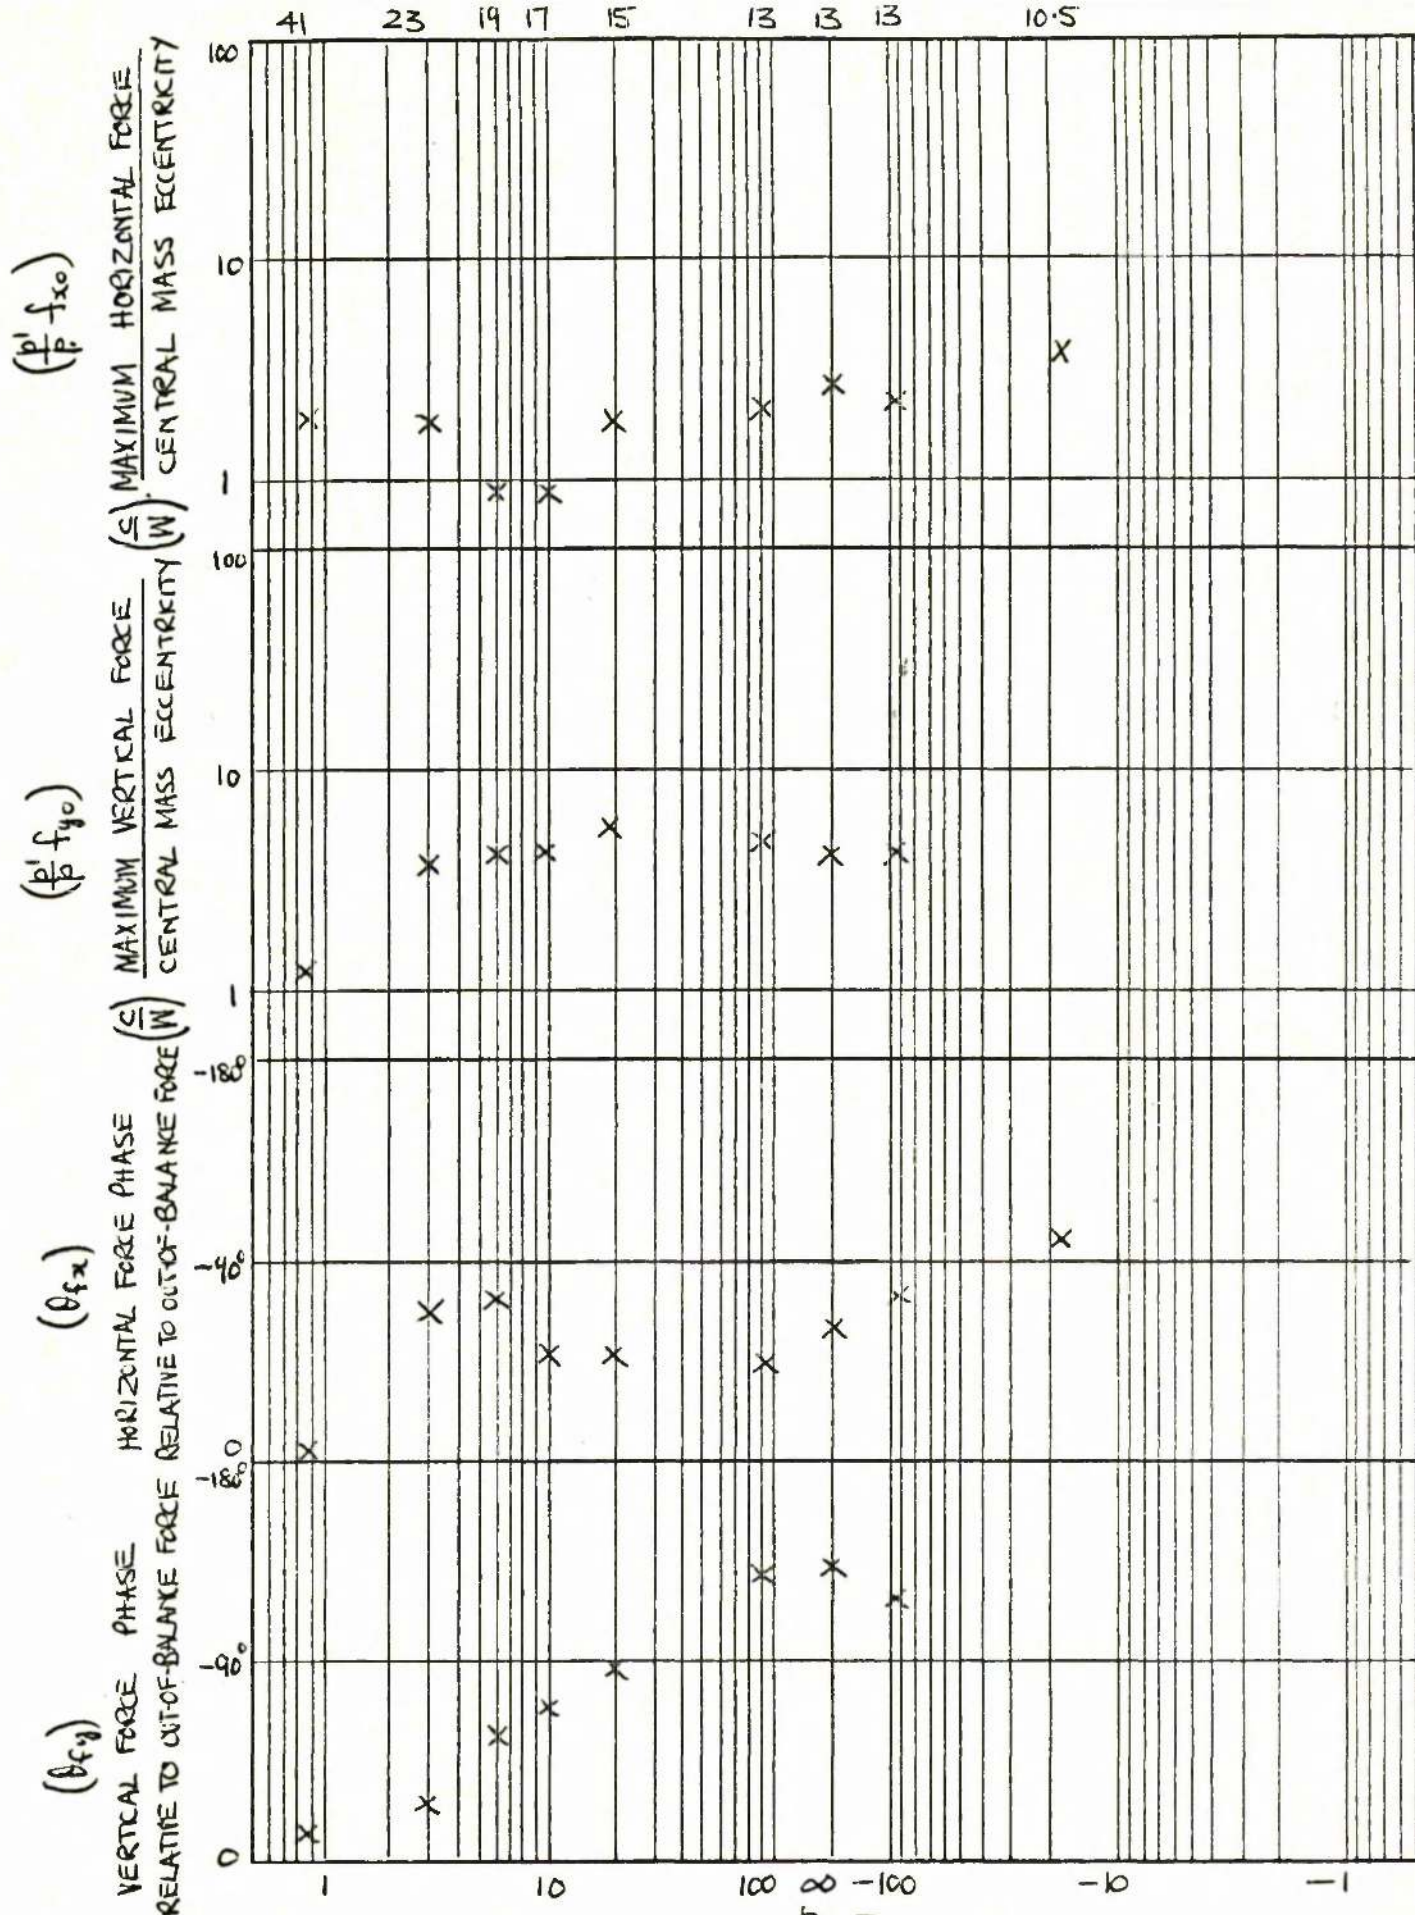 41 23 19 17 15 13 13 13 10.5
(p'/p fxo)
(c/W) MAXIMUM HORIZONTAL FORCE
CENTRAL MASS ECCENTRICITY
100
10
1
(p'/p fyo)
(c/W) MAXIMUM VERTICAL FORCE
CENTRAL MASS ECCENTRICITY
100
10
1
(θfx)
HORIZONTAL FORCE PHASE
RELATIVE TO OUT-OF-BALANCE FORCE
-180
-90°
0
(θfy)
VERTICAL FORCE PHASE
RELATIVE TO OUT-OF-BALANCE FORCE
-180°
-90°
0
1 10 100 ∞ -100 -10 -1